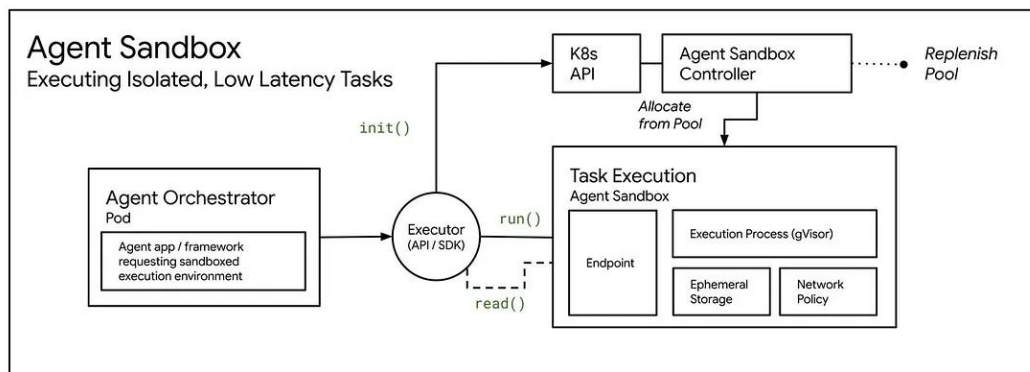 Agent Sandbox
Executing Isolated, Low Latency Tasks
K8s
API
Agent Sandbox
Controller
Replenish
Pool
Allocate
from Pool
init()
Agent Orchestrator
Pod
Agent app / framework
requesting sandboxed
execution environment
Executor
(API / SDK)
run()
read()
Task Execution
Agent Sandbox
Endpoint
Execution Process (gVisor)
Ephemeral
Storage
Network
Policy